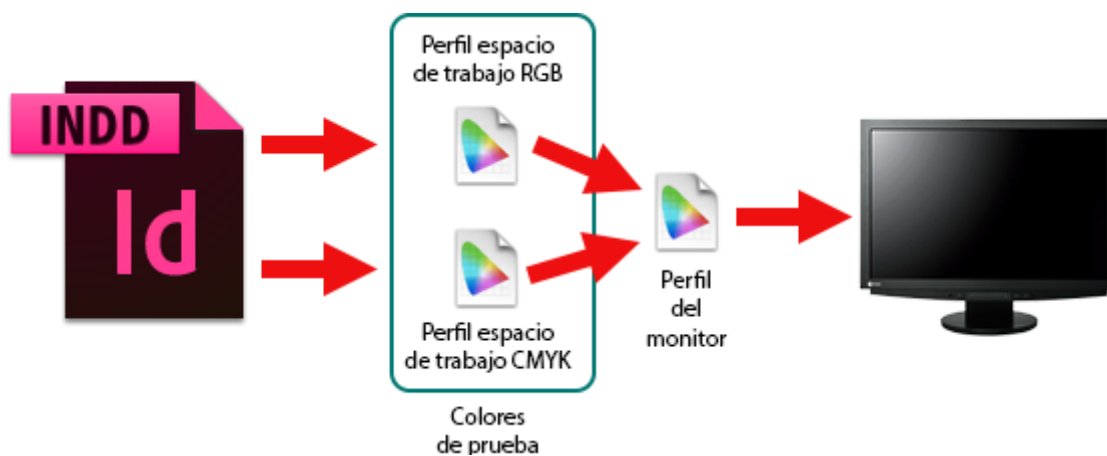 Perfil espacio
de trabajo RGB
INDD
Id
Perfil espacio
de trabajo CMYK
Perfil
del
monitor
Colores
de prueba